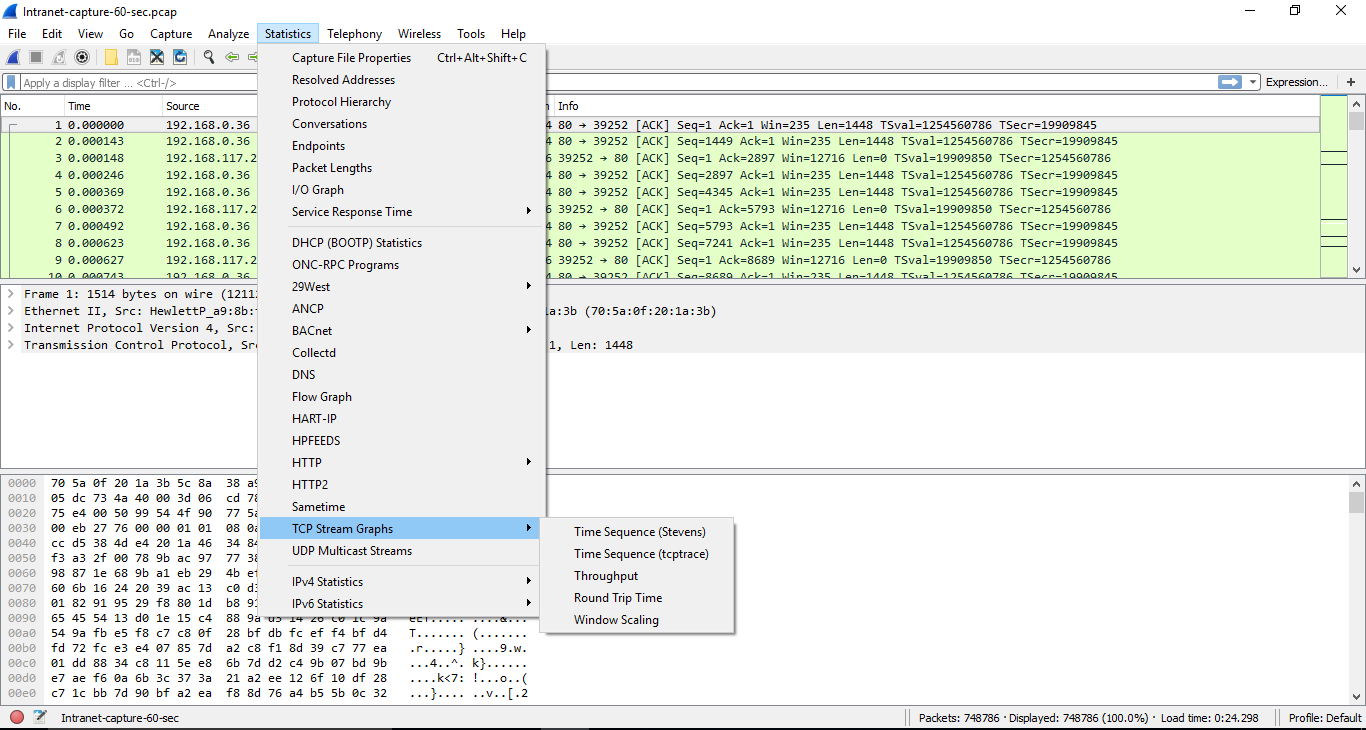 Intranet-capture-60-sec.pcap
File Edit View Go Capture Analyze Statistics Telephony Wireless Tools Help
Apply a display filter ... <Ctrl-/> Expression... +
No. Time Source Info
1 0.000000 192.168.0.36 4 80 → 39252 [ACK] Seq=1 Ack=1 Win=235 Len=1448 TSval=1254560786 TSecr=19909845
2 0.000143 192.168.0.36 4 80 → 39252 [ACK] Seq=1449 Ack=1 Win=235 Len=1448 TSval=1254560786 TSecr=19909845
3 0.000148 192.168.117.2 6 39252 → 80 [ACK] Seq=1 Ack=2897 Win=12716 Len=0 TSval=19909850 TSecr=1254560786
4 0.000246 192.168.0.36 4 80 → 39252 [ACK] Seq=2897 Ack=1 Win=235 Len=1448 TSval=1254560786 TSecr=19909845
5 0.000369 192.168.0.36 4 80 → 39252 [ACK] Seq=4345 Ack=1 Win=235 Len=1448 TSval=1254560786 TSecr=19909845
6 0.000372 192.168.117.2 6 39252 → 80 [ACK] Seq=1 Ack=5793 Win=12716 Len=0 TSval=19909850 TSecr=1254560786
7 0.000492 192.168.0.36 4 80 → 39252 [ACK] Seq=5793 Ack=1 Win=235 Len=1448 TSval=1254560786 TSecr=19909845
8 0.000623 192.168.0.36 4 80 → 39252 [ACK] Seq=7241 Ack=1 Win=235 Len=1448 TSval=1254560786 TSecr=19909845
9 0.000627 192.168.117.2 6 39252 → 80 [ACK] Seq=1 Ack=8689 Win=12716 Len=0 TSval=19909850 TSecr=1254560786
10 0.000743 192.168.0.36 4 80 → 39252 [ACK] Seq=8689 Ack=1 Win=235 Len=1448 TSval=1254560786 TSecr=19909845
Capture File Properties Ctrl+Alt+Shift+C
Resolved Addresses
Protocol Hierarchy
Conversations
Endpoints
Packet Lengths
I/O Graph
Service Response Time
DHCP (BOOTP) Statistics
ONC-RPC Programs
29West
ANCP
BACnet
Collectd
DNS
Flow Graph
HART-IP
HPFEEDS
HTTP
HTTP2
Sametime
TCP Stream Graphs
UDP Multicast Streams
IPv4 Statistics
IPv6 Statistics
Time Sequence (Stevens)
Time Sequence (tcptrace)
Throughput
Round Trip Time
Window Scaling
Frame 1: 1514 bytes on wire (1211
Ethernet II, Src: HewlettP_a9:8b: 1a:3b (70:5a:0f:20:1a:3b)
Internet Protocol Version 4, Src:
Transmission Control Protocol, Sr 1, Len: 1448
0000 70 5a 0f 20 1a 3b 5c 8a 38 a9
0010 05 dc 73 4a 40 00 3d 06 cd 78
0020 75 e4 00 50 99 54 4f 90 77 5a
0030 00 eb 27 76 00 00 01 01 08 0a
0040 cc d5 38 4d e4 20 1a 46 34 84
0050 f3 a3 2f 00 78 9b ac 97 77 38
0060 98 87 1e 68 9b a1 eb 29 4b ef
0070 60 6b 16 24 20 39 ac 13 c0 d3
0080 01 82 91 95 29 f8 80 1d b8 91
0090 65 45 54 13 d0 1e 15 c4 88 9a d3 14 26 c0 1c 9a eET..... ....&...
00a0 54 9a fb e5 f8 c7 c8 0f 28 bf db fc ef f4 bf d4 T....... (.......
00b0 fd 72 fc e3 e4 07 85 7d a2 c8 f1 8d 39 c7 77 ea .r.....} ....9.w.
00c0 01 dd 88 34 c8 11 5e e8 6b 7d d2 c4 9b 07 bd 9b ...4..^. k}......
00d0 e7 ae f6 0a 6b 3c 37 3a 21 a2 ee 12 6f 10 df 28 ....k<7: !...o..(
00e0 c7 1c bb 7d 90 bf a2 ea f8 8d 76 a4 b5 5b 0c 32 ...}.... ..v..[.2
Intranet-capture-60-sec Packets: 748786 · Displayed: 748786 (100.0%) · Load time: 0:24.298 Profile: Default